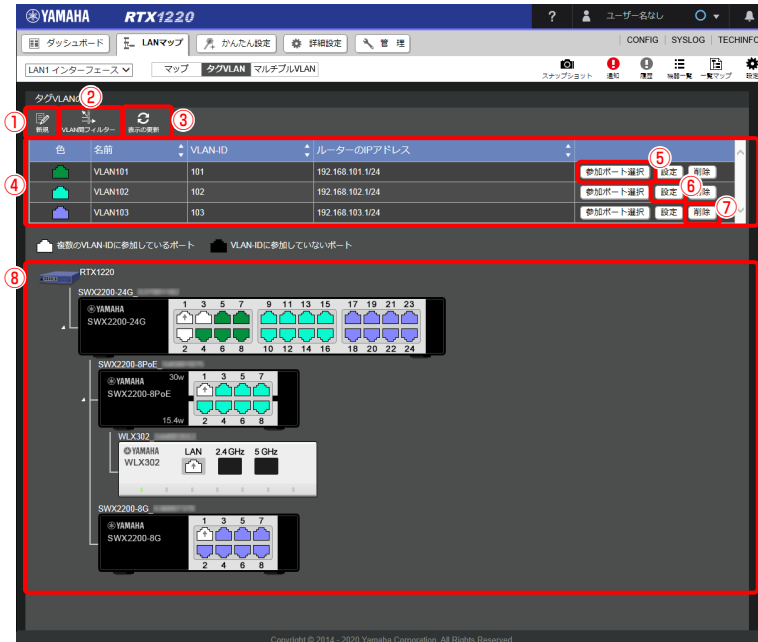 YAMAHA RTX1220 ? ユーザー名なし
ダッシュボード LANマップ かんたん設定 詳細設定 管 理 CONFIG SYSLOG TECHINFO
LAN1 インターフェース マップ タグVLAN マルチプルVLAN スナップショット 通知 履歴 機器一覧 一覧マップ 設定
タグVLANの ②
① 新規 VLAN間フィルター 表示の更新 ③
色 名前 VLAN-ID ルーターのIPアドレス
④
VLAN101 101 192.168.101.1/24 参加ポート選択 ⑤ 設定 削除
VLAN102 102 192.168.102.1/24 参加ポート選択 設定 ⑥ 削除
VLAN103 103 192.168.103.1/24 参加ポート選択 設定 削除 ⑦
複数のVLAN-IDに参加しているポート VLAN-IDに参加していないポート
⑧ RTX1220
SWX2200-24G_
YAMAHA
SWX2200-24G
1 3 5 7 9 11 13 15 17 19 21 23
2 4 6 8 10 12 14 16 18 20 22 24
SWX2200-8PoE_
YAMAHA 30w 1 3 5 7
SWX2200-8PoE
15.4w 2 4 6 8
WLX302_
YAMAHA LAN 2.4 GHz 5 GHz
WLX302
SWX2200-8G_
YAMAHA 1 3 5 7
SWX2200-8G
2 4 6 8
Copyright © 2014 - 2020 Yamaha Corporation. All Rights Reserved.